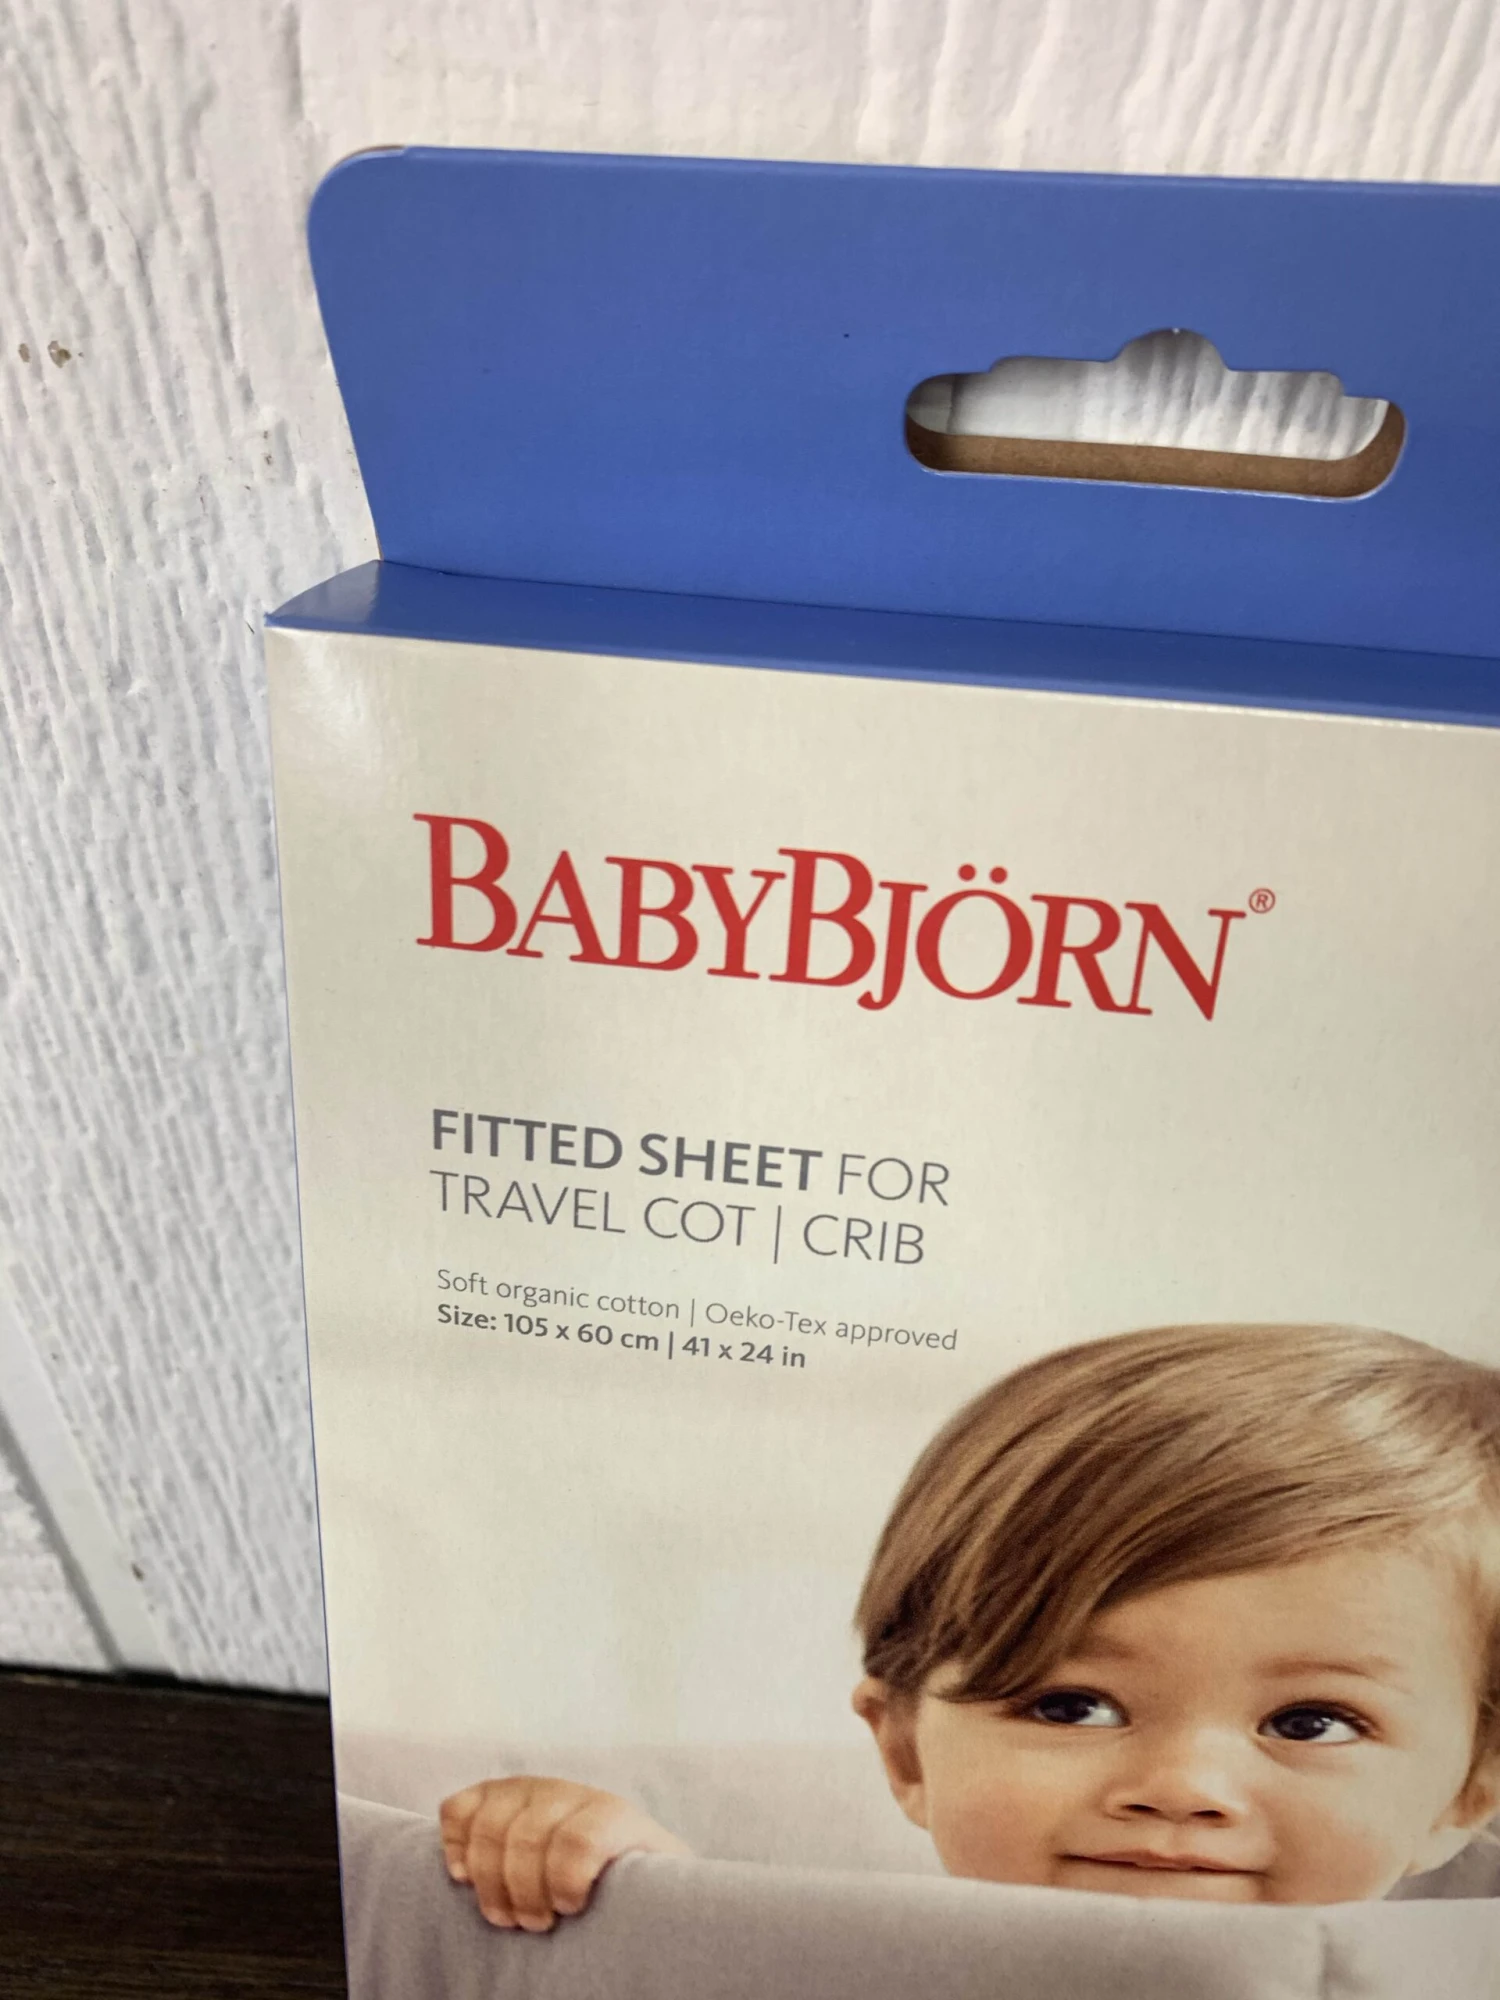 BABYBJÖRN®
FITTED SHEET FOR
TRAVEL COT | CRIB
Soft organic cotton | Oeko-Tex approved
Size: 105 x 60 cm | 41 x 24 in